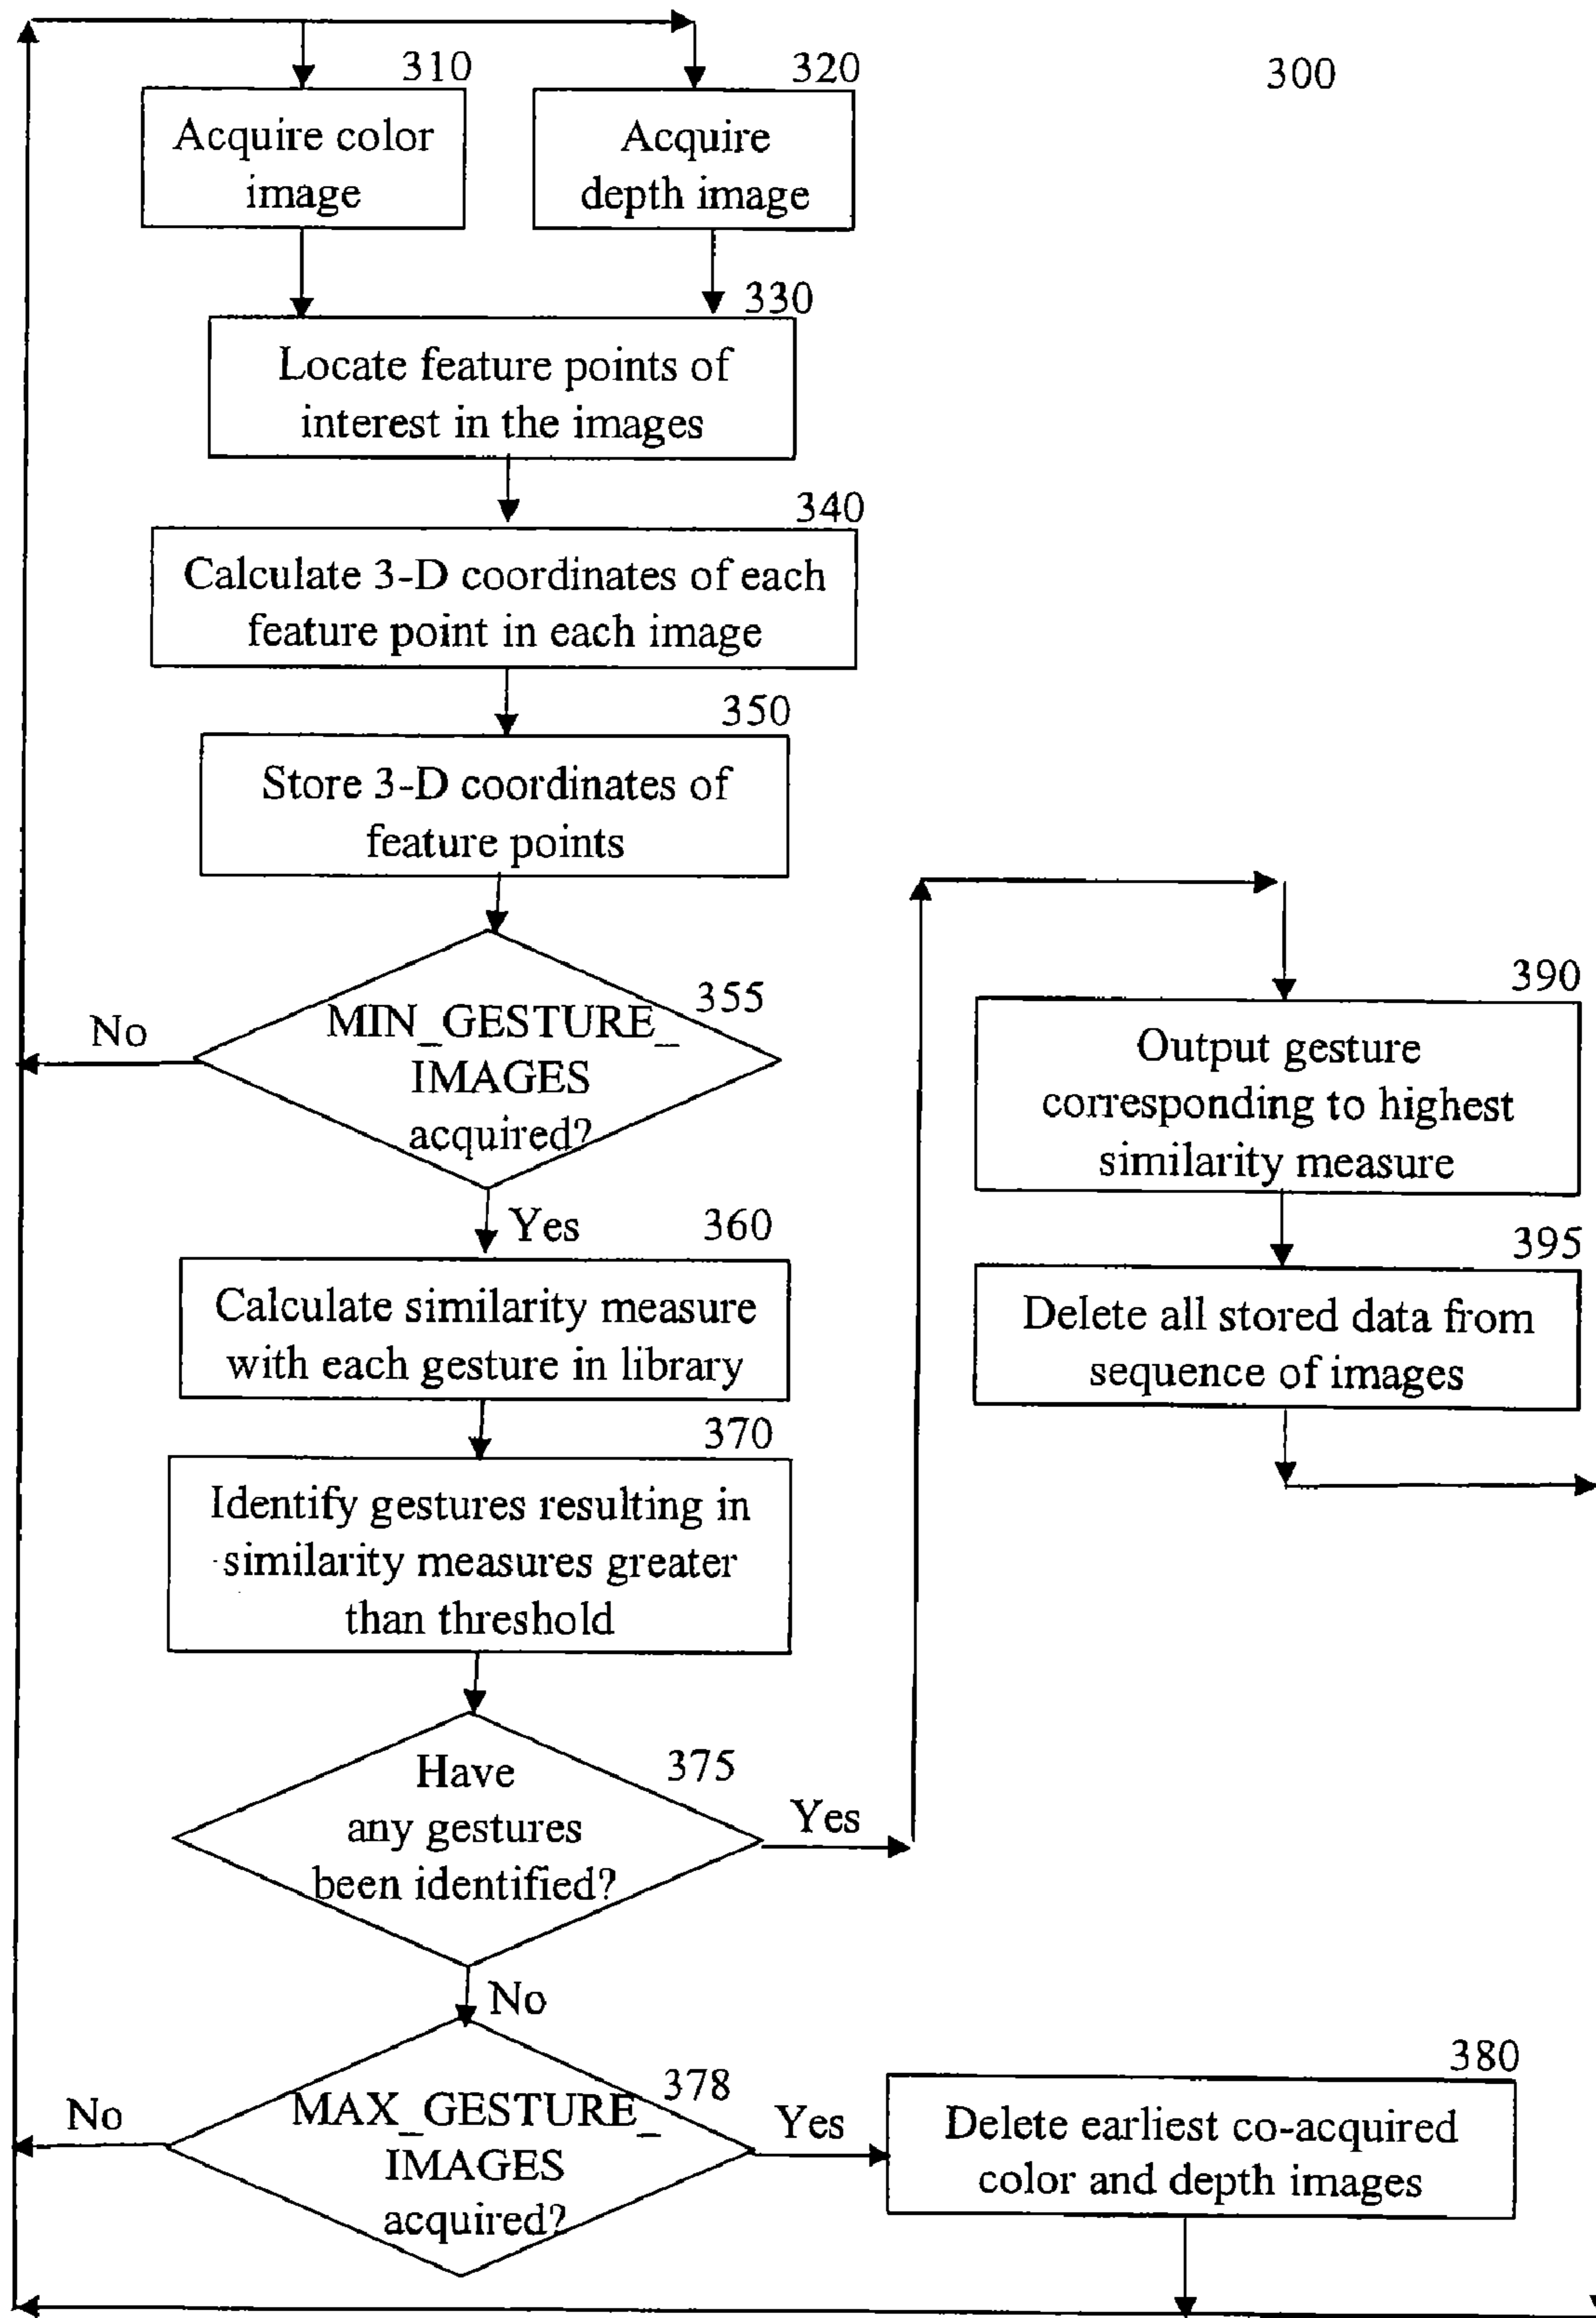 310
320
300
Acquire color
image
Acquire
depth image
330
Locate feature points of
interest in the images
340
Calculate 3-D coordinates of each
feature point in each image
350
Store 3-D coordinates of
feature points
355
MIN_GESTURE_
IMAGES
acquired?
No
Yes
360
Calculate similarity measure
with each gesture in library
370
Identify gestures resulting in
similarity measures greater
than threshold
375
Have
any gestures
been identified?
Yes
No
390
Output gesture
corresponding to highest
similarity measure
395
Delete all stored data from
sequence of images
378
MAX_GESTURE_
IMAGES
acquired?
No
Yes
380
Delete earliest co-acquired
color and depth images